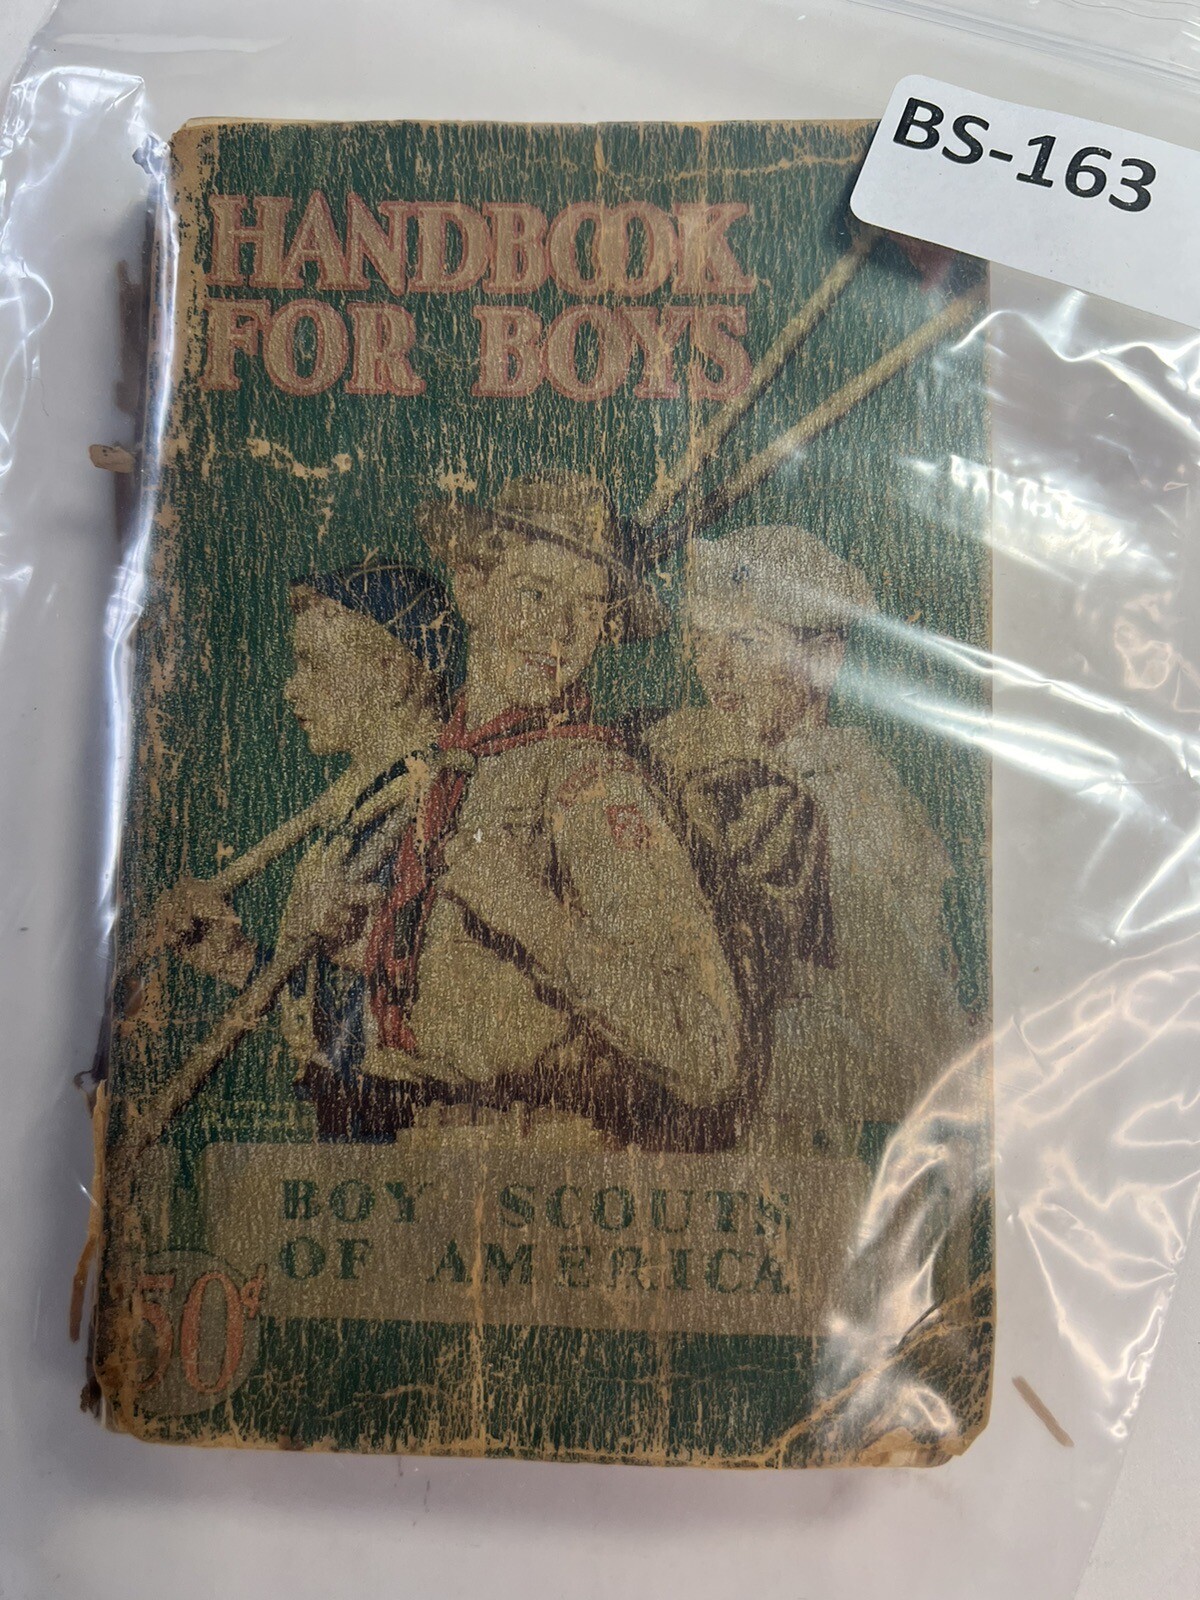 BS-163
HANDBOOK
FOR BOYS
BOY SCOUTS
OF AMERICA
50¢